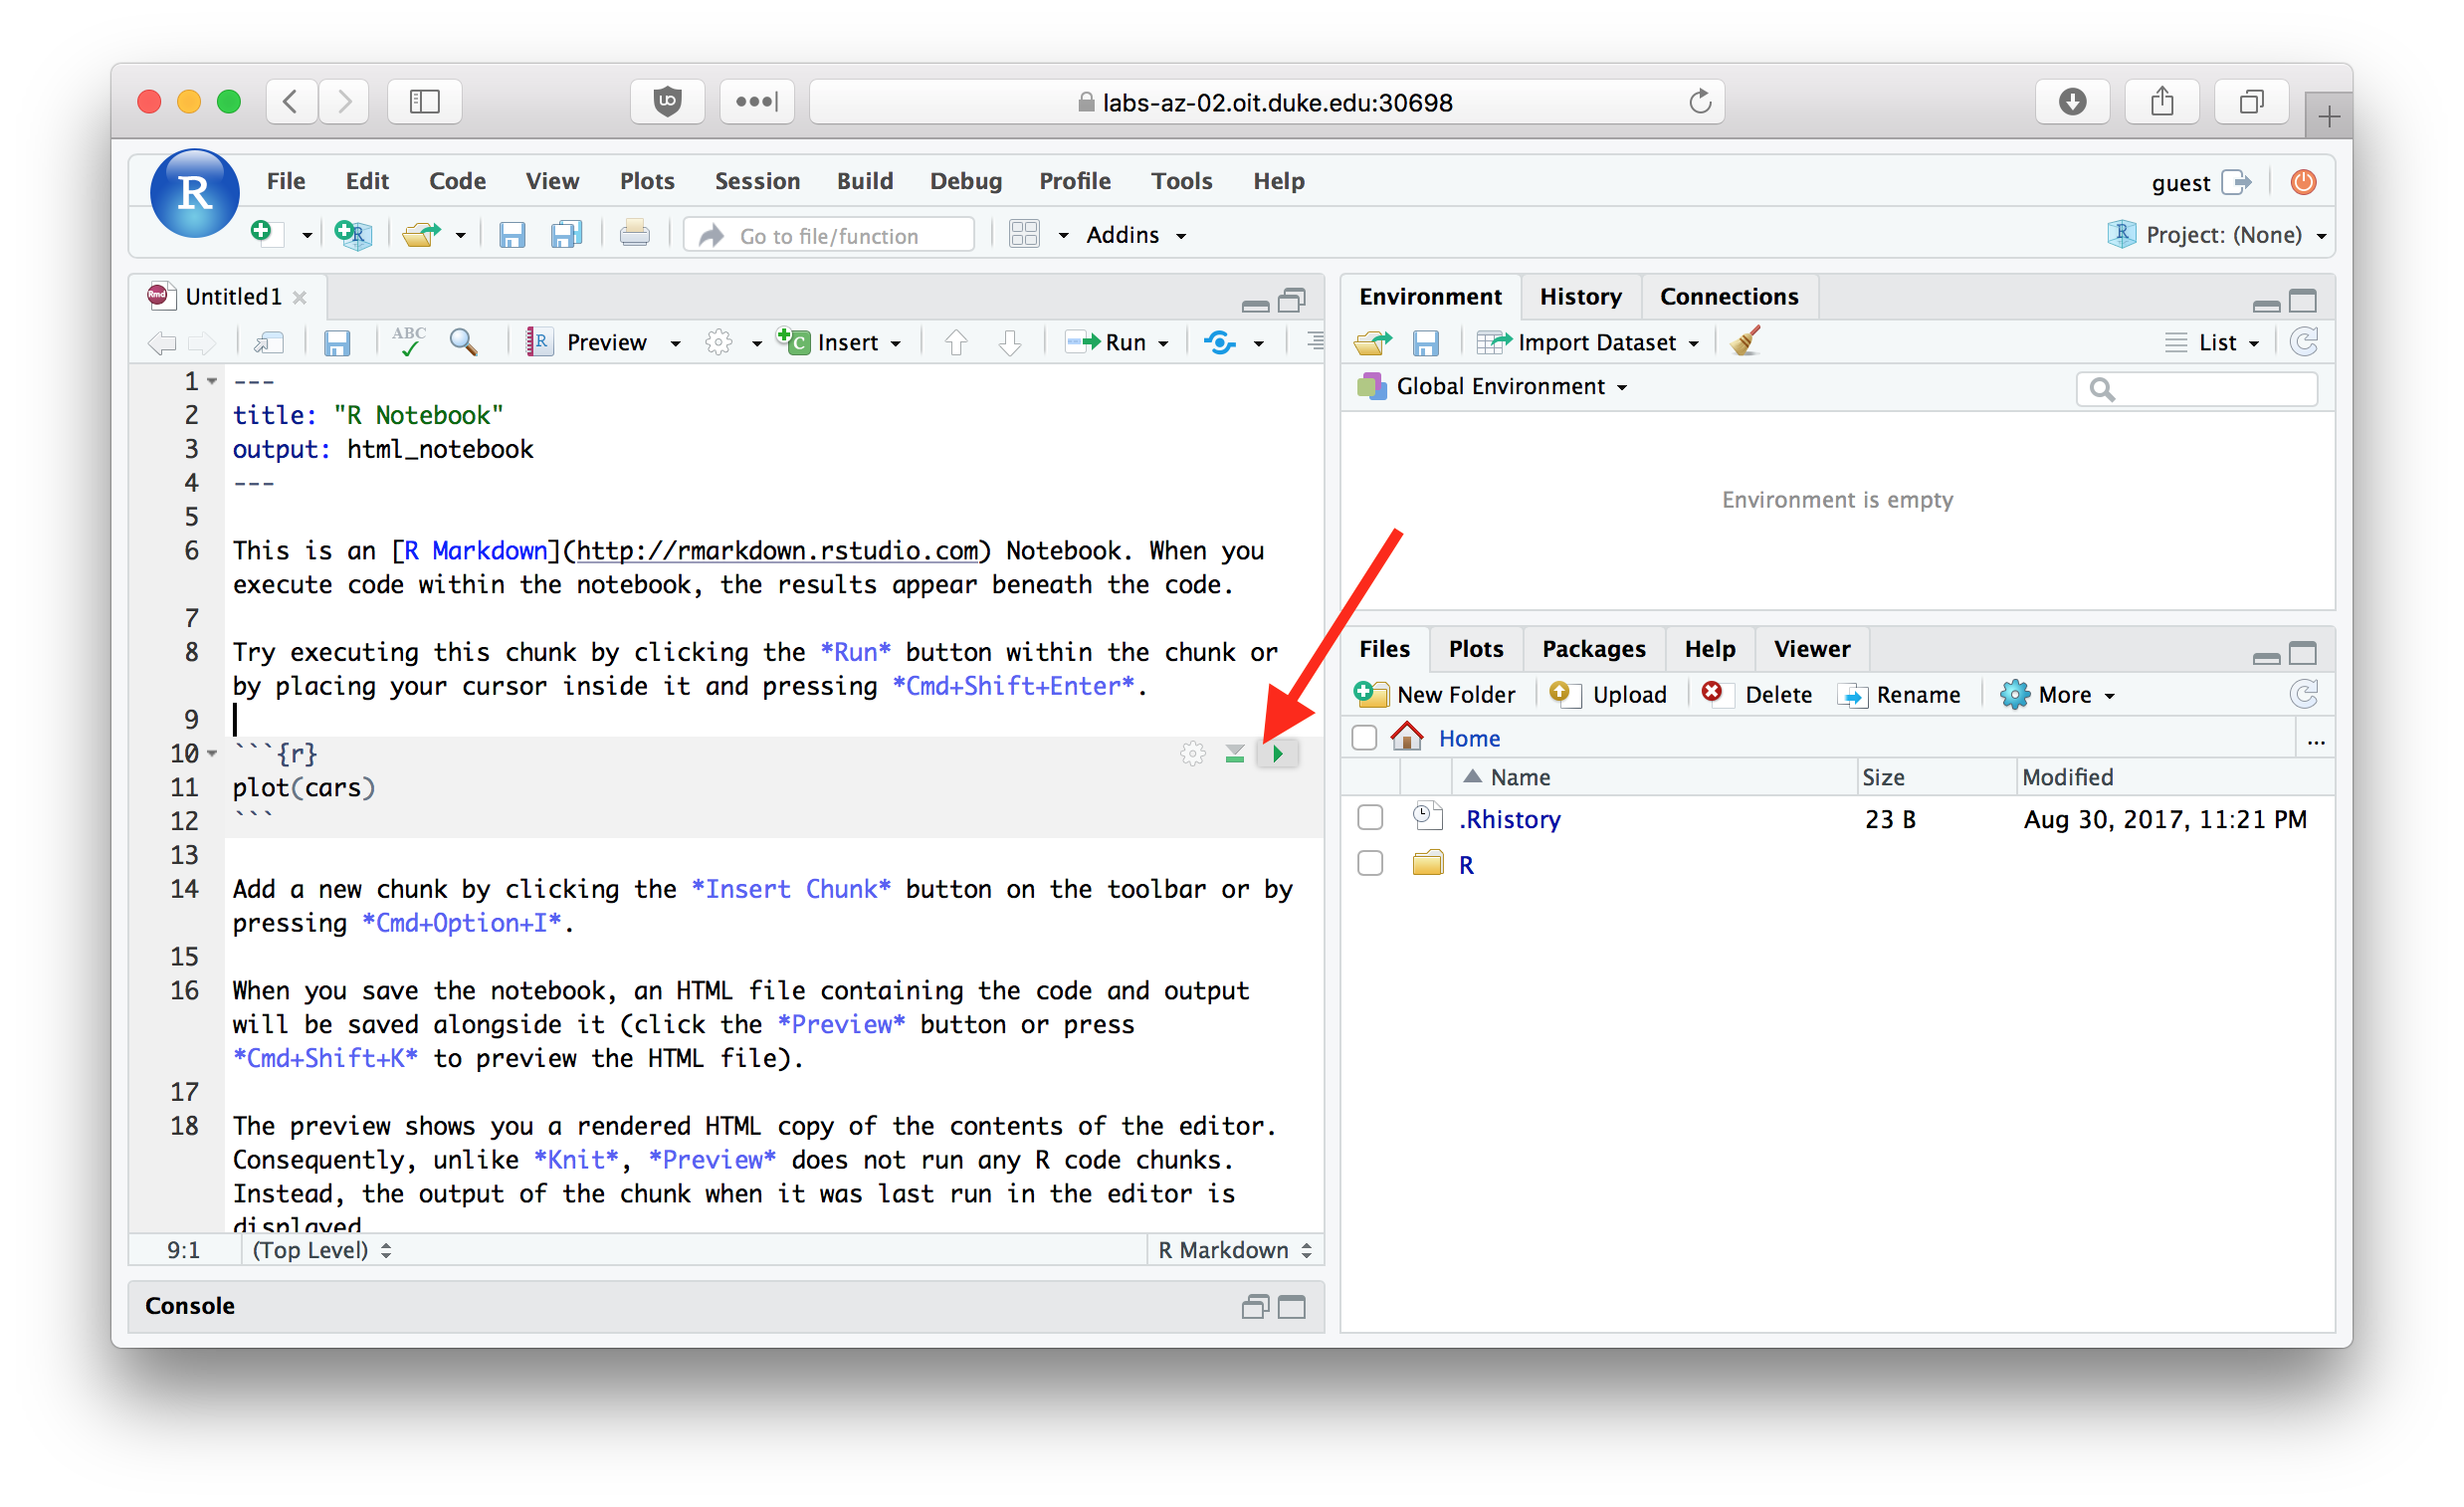 labs-az-02.oit.duke.edu:30698
R
File Edit Code View Plots Session Build Debug Profile Tools Help
guest
Go to file/function
Addins
Project: (None)
Untitled1
ABC
Preview
Insert
Run
1 ---
2 title: "R Notebook"
3 output: html_notebook
4 ---
5
6 This is an [R Markdown](http://rmarkdown.rstudio.com) Notebook. When you
execute code within the notebook, the results appear beneath the code.
7
8 Try executing this chunk by clicking the *Run* button within the chunk or
by placing your cursor inside it and pressing *Cmd+Shift+Enter*.
9
10 ```{r}
11 plot(cars)
12 ```
13
14 Add a new chunk by clicking the *Insert Chunk* button on the toolbar or by
pressing *Cmd+Option+I*.
15
16 When you save the notebook, an HTML file containing the code and output
will be saved alongside it (click the *Preview* button or press
*Cmd+Shift+K* to preview the HTML file).
17
18 The preview shows you a rendered HTML copy of the contents of the editor.
Consequently, unlike *Knit*, *Preview* does not run any R code chunks.
Instead, the output of the chunk when it was last run in the editor is
displayed
9:1 (Top Level) R Markdown
Console
Environment History Connections
Import Dataset
List
Global Environment
Environment is empty
Files Plots Packages Help Viewer
New Folder Upload Delete Rename More
Home ...
Name Size Modified
.Rhistory 23 B Aug 30, 2017, 11:21 PM
R